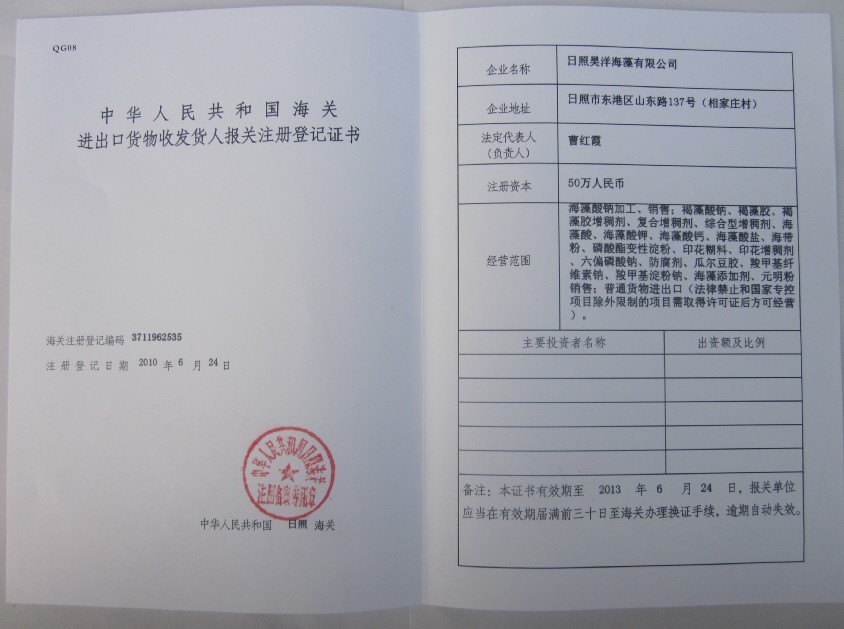 QG08
中华人民共和国海关
进出口货物收发货人报关注册登记证书
海关注册登记编码 3711962535
注册登记日期 2010 年 6 月 24 日
中华人民共和国 日照 海关
企业名称
日照昊洋海藻有限公司
企业地址
日照市东港区山东路137号（相家庄村）
法定代表人
（负责人）
曹红霞
注册资本
50万人民币
经营范围
海藻酸钠加工、销售；褐藻酸钠、褐藻胶、褐
藻胶增稠剂、复合增稠剂、综合型增稠剂、海
藻酸、海藻酸钾、海藻酸钙、海藻酸盐、海带
粉、磷酸酯变性淀粉、印花糊料、印花增稠剂
、六偏磷酸钠、防腐剂、瓜尔豆胶、羧甲基纤
维素钠、羧甲基淀粉钠、海藻添加剂、元明粉
销售；普通货物进出口（法律禁止和国家专控
项目除外限制的项目需取得许可证后方可经营
）。
主要投资者名称
出资额及比例
备注：本证书有效期至 2013 年 6 月 24 日，报关单位
应当在有效期届满前三十日至海关办理换证手续，逾期自动失效。